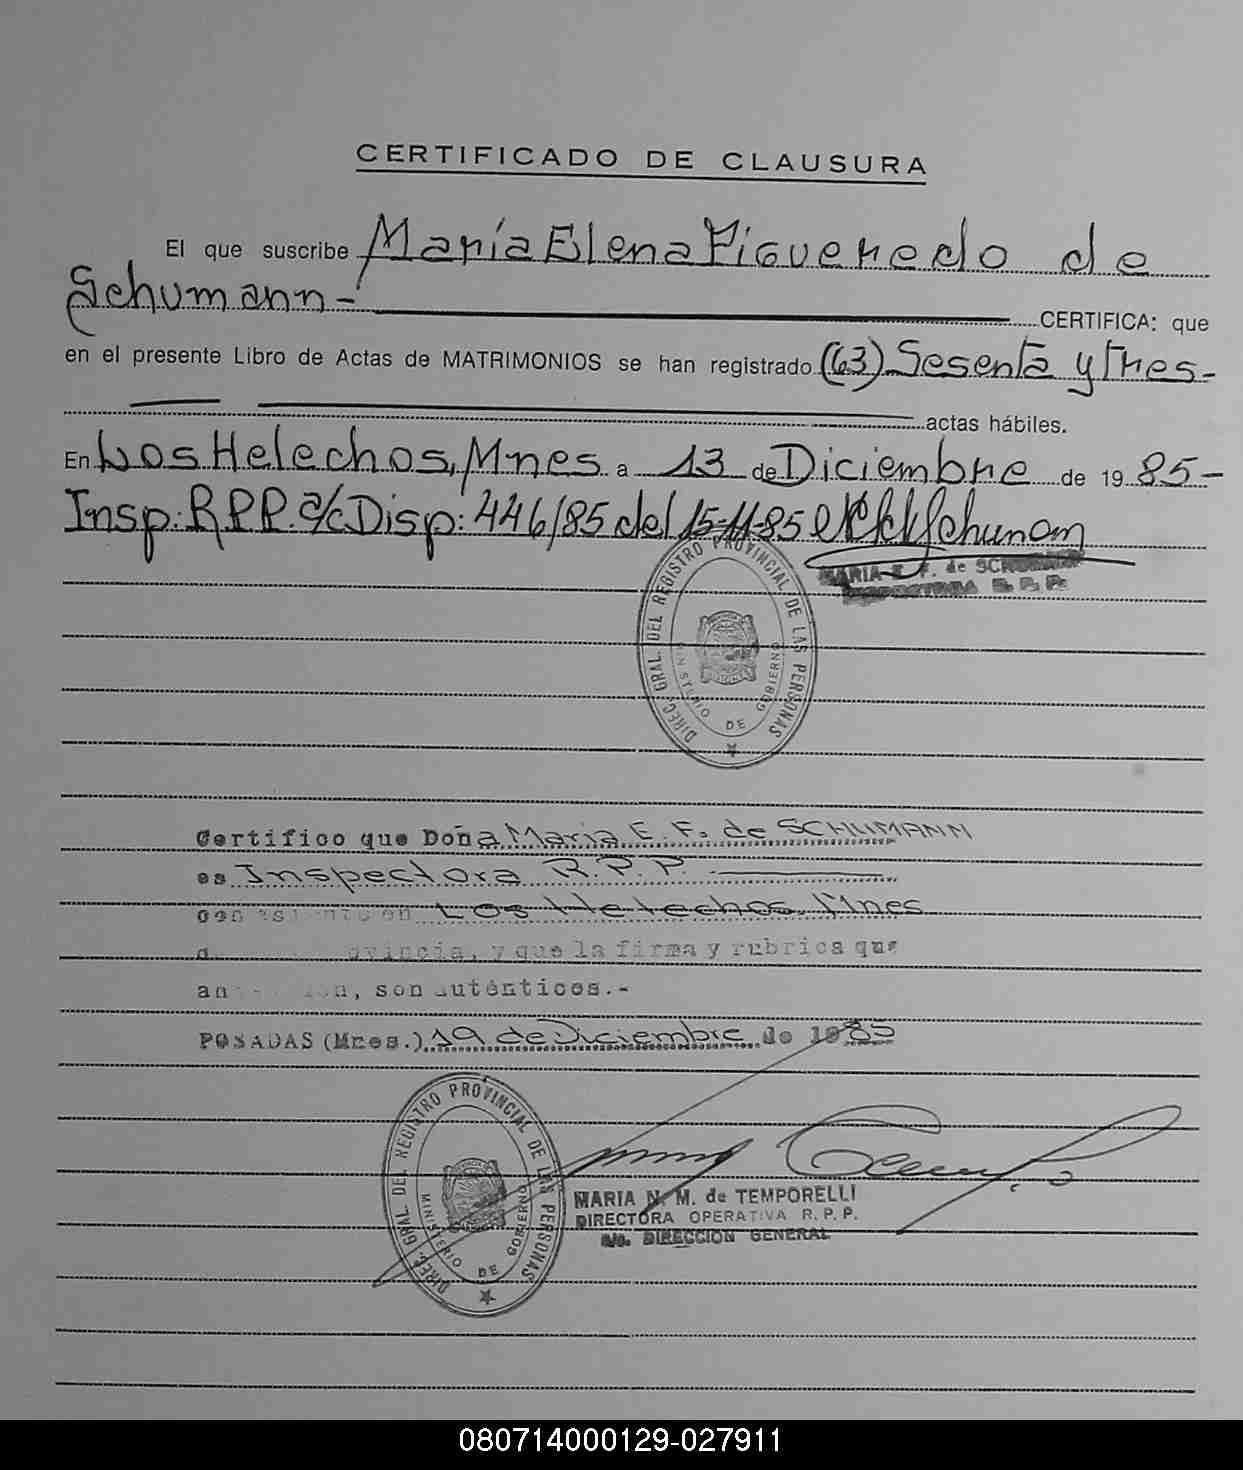 CERTIFICADO DE CLAUSURA
El que suscribe María Elena Figueredo de
Schumann - CERTIFICA: que
en el presente Libro de Actas de MATRIMONIOS se han registrado (63) Sesenta y tres-
actas hábiles.
En Los Helechos, Mnes a 13 de Diciembre de 1985-
Insp: R.P.P. a/c Disp: 446/85 del 15-11-85
MARIA E. F. de SCHUMANN
INSPECTORA R. P. P.
DIREC. GRAL. DEL REGISTRO PROVINCIAL DE LAS PERSONAS
MINISTERIO DE GOBIERNO
Certifico que Doña Maria E. F. de SCHUMANN
es Inspectora R.P.P.
en Los Helechos, Mnes
provincia, y que la firma y rubrica que
son auténticos.-
POSADAS (Mnes.) 19 de Diciembre de 1985
DIREC. GRAL. DEL REGISTRO PROVINCIAL DE LAS PERSONAS
MINISTERIO DE GOBIERNO
MARIA N. M. de TEMPORELLI
DIRECTORA OPERATIVA R. P. P.
a/c. DIRECCION GENERAL
080714000129-027911